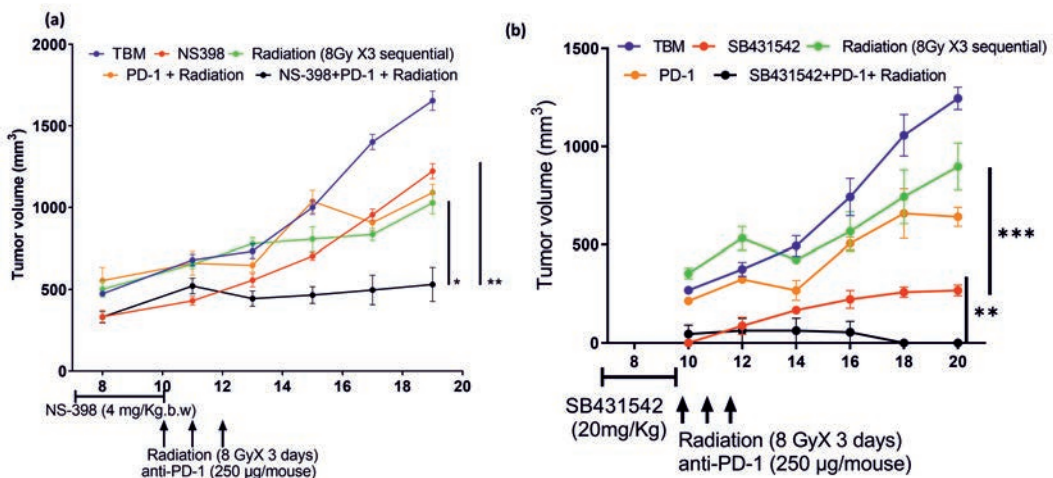 (a)
TBM NS398 Radiation (8Gy X3 sequential)
PD-1 + Radiation NS-398+PD-1 + Radiation
Tumor volume (mm³)
2000
1500
1000
500
0
* **
8 10 12 14 16 18 20
NS-398 (4 mg/Kg.b.w)
Radiation (8 GyX 3 days)
anti-PD-1 (250 µg/mouse)
(b)
TBM SB431542 Radiation (8Gy X3 sequential)
PD-1 SB431542+PD-1+ Radiation
Tumor volume (mm³)
1500
1000
500
0
***
**
8 10 12 14 16 18 20
SB431542
(20mg/Kg)
Radiation (8 GyX 3 days)
anti-PD-1 (250 µg/mouse)